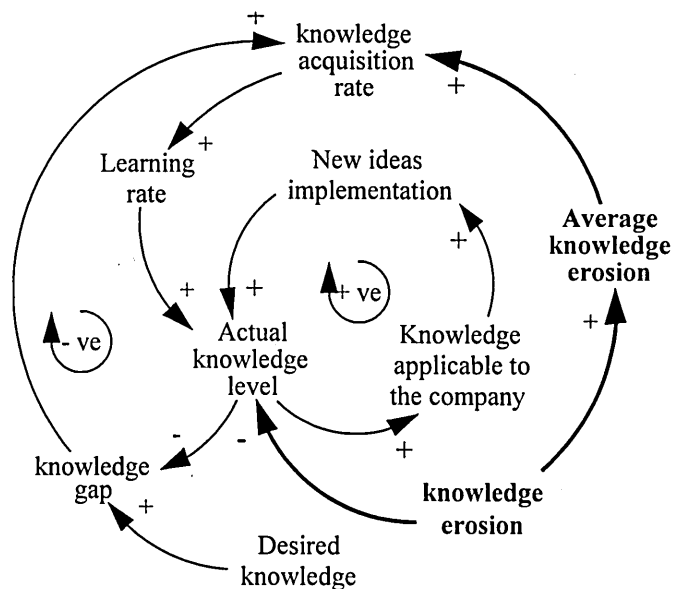 +
knowledge
acquisition
rate
+
+
Learning
rate
New ideas
implementation
Average
knowledge
erosion
+
+
+
+ ve
+
- ve
Actual
knowledge
level
Knowledge
applicable to
the company
-
-
+
knowledge
gap
+
knowledge
erosion
Desired
knowledge